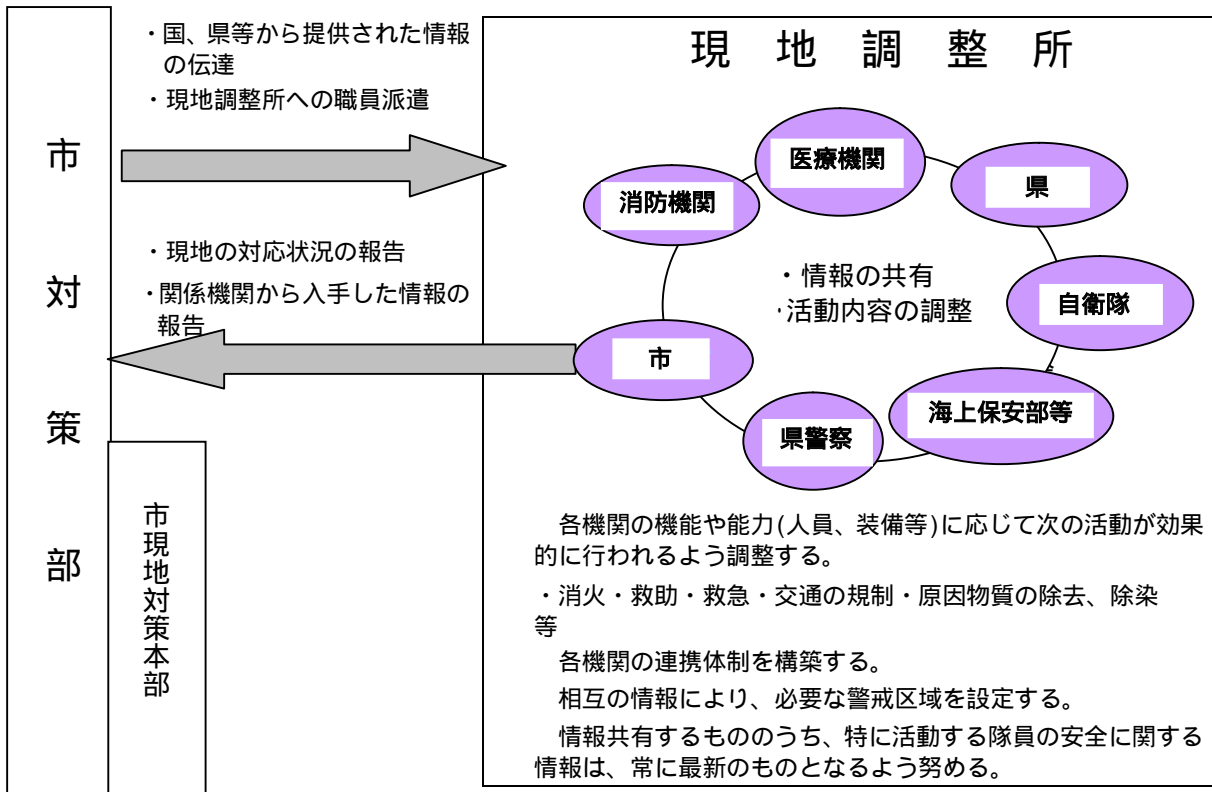 市対策部
市現地対策本部
・国、県等から提供された情報
の伝達
・現地調整所への職員派遣
・現地の対応状況の報告
・関係機関から入手した情報の
報告
現地調整所
医療機関
消防機関
県
自衛隊
海上保安部等
県警察
市
・情報の共有
・活動内容の調整
各機関の機能や能力(人員、装備等)に応じて次の活動が効果
的に行われるよう調整する。
・消火・救助・救急・交通の規制・原因物質の除去、除染
等
各機関の連携体制を構築する。
相互の情報により、必要な警戒区域を設定する。
情報共有するもののうち、特に活動する隊員の安全に関する
情報は、常に最新のものとなるよう努める。